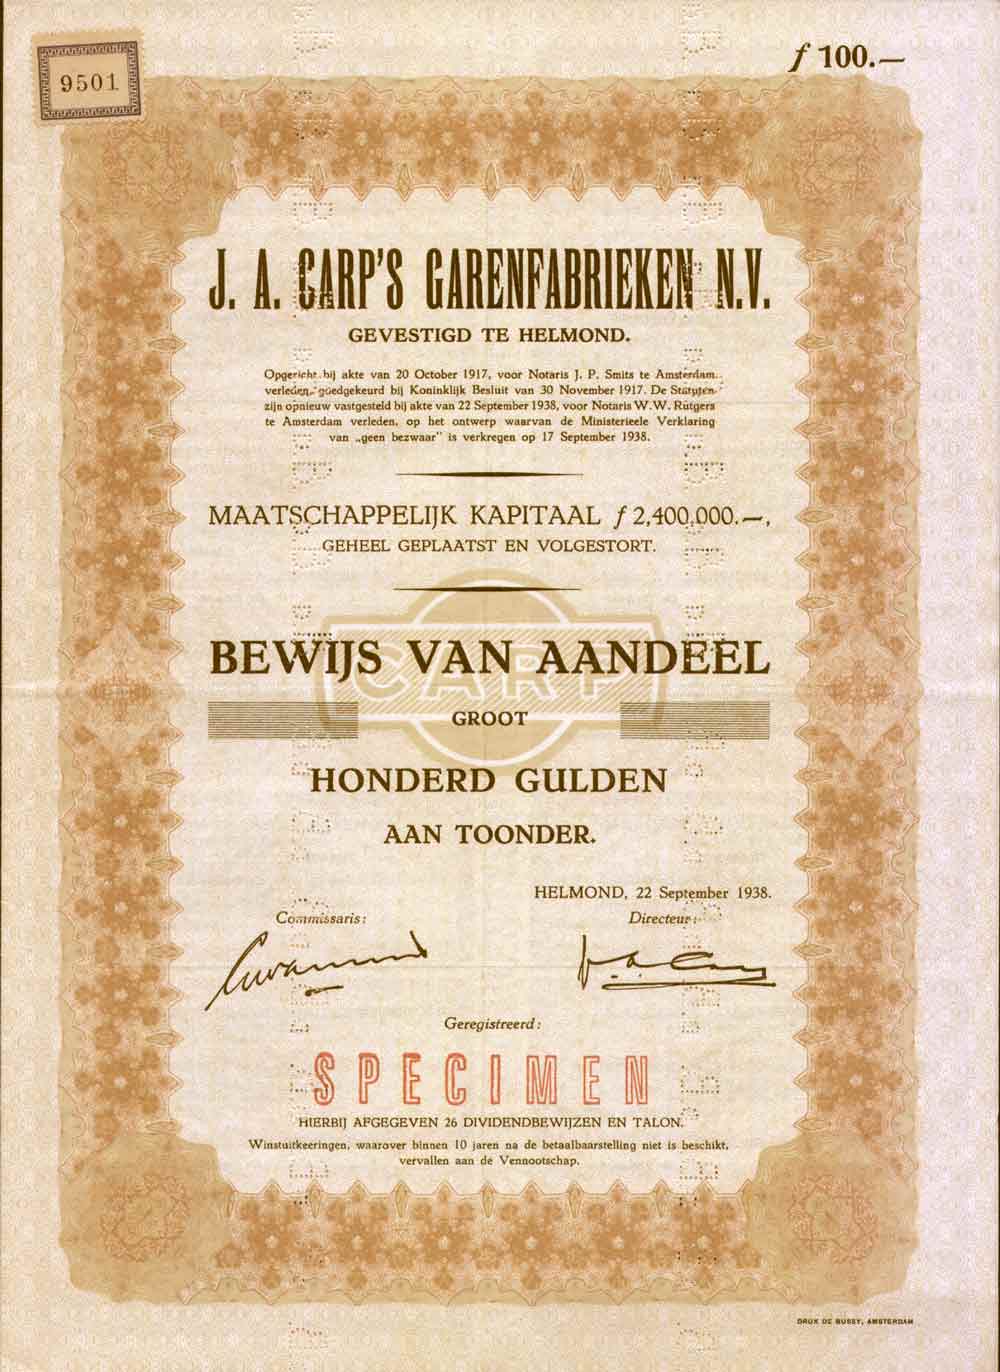 9501
ƒ 100.—
J. A. CARP'S GARENFABRIEKEN N.V.
GEVESTIGD TE HELMOND.
Opgericht bij akte van 20 October 1917, voor Notaris J. P. Smits te Amsterdam
verleden, goedgekeurd bij Koninklijk Besluit van 30 November 1917. De Statuten
zijn opnieuw vastgesteld bij akte van 22 September 1938, voor Notaris W. W. Rutgers
te Amsterdam verleden, op het ontwerp waarvan de Ministerieele Verklaring
van „geen bezwaar" is verkregen op 17 September 1938.
MAATSCHAPPELIJK KAPITAAL ƒ 2,400,000.—,
GEHEEL GEPLAATST EN VOLGESTORT.
CARP
BEWIJS VAN AANDEEL
GROOT
HONDERD GULDEN
AAN TOONDER.
HELMOND, 22 September 1938.
Commissaris: Directeur:
Geregistreerd:
SPECIMEN
HIERBIJ AFGEGEVEN 26 DIVIDENDBEWIJZEN EN TALON.
Winstuitkeeringen, waarover binnen 10 jaren na de betaalbaarstelling niet is beschikt,
vervallen aan de Vennootschap.
DRUK DE BUSSY, AMSTERDAM